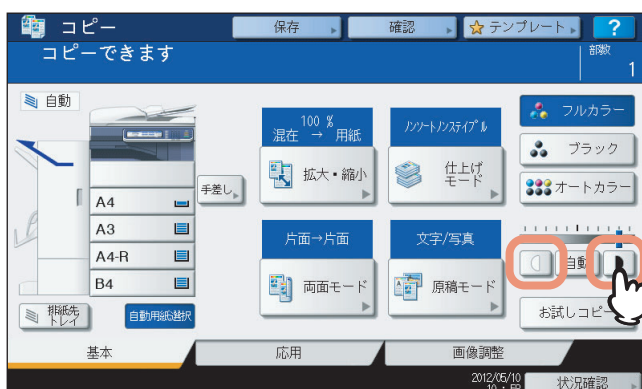 コピー
保存
確認
テンプレート
?
コピーできます
部数
1
自動
100 %
混在 → 用紙
ノンソート/ノンステイプル
フルカラー
ブラック
オートカラー
拡大・縮小
仕上げ
モード
手差し
A4
A3
A4-R
B4
片面→片面
文字/写真
自動
両面モード
原稿モード
排紙先
トレイ
自動用紙選択
お試しコピー
基本
応用
画像調整
2012/05/10
状況確認